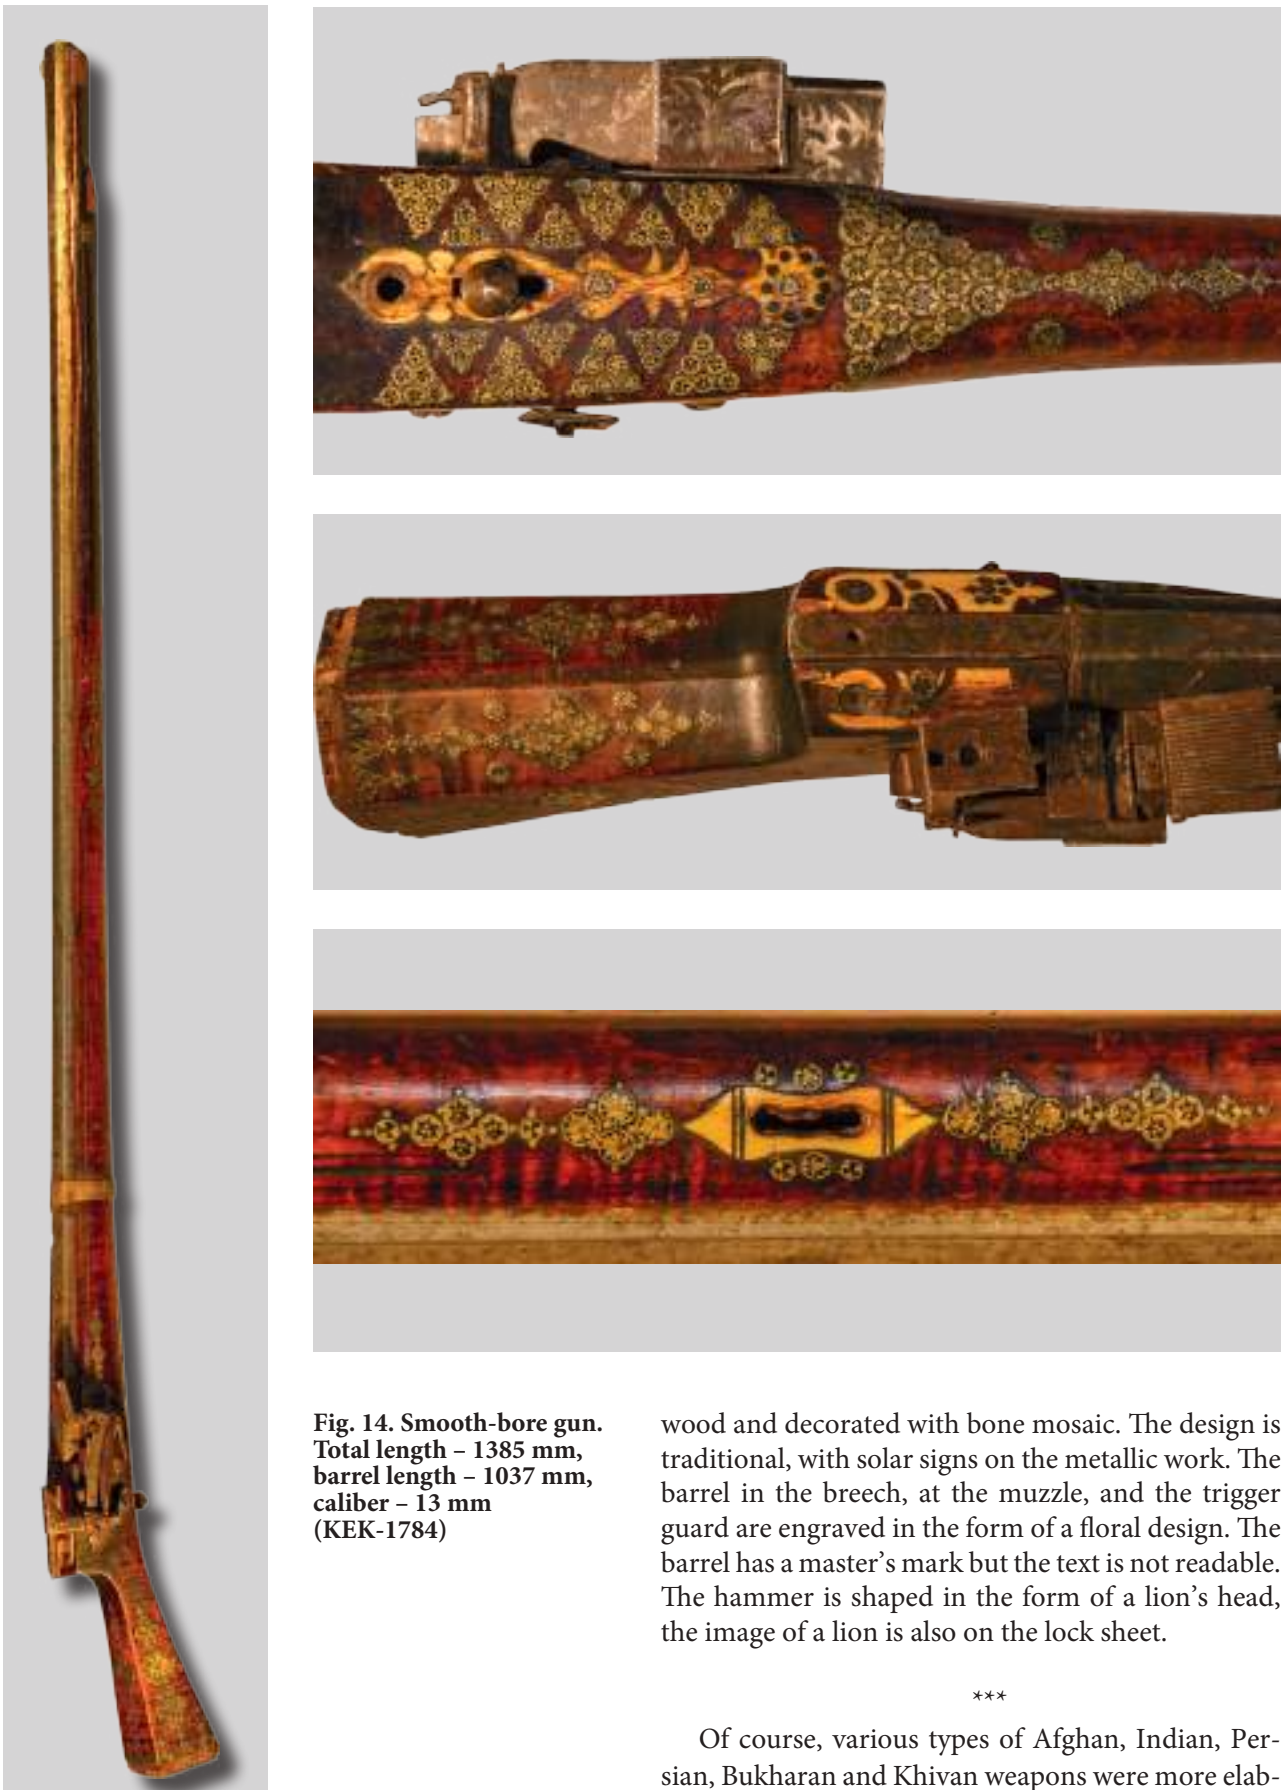 Fig. 14. Smooth-bore gun.
Total length – 1385 mm,
barrel length – 1037 mm,
caliber – 13 mm
(KEK-1784)
wood and decorated with bone mosaic. The design is
traditional, with solar signs on the metallic work. The
barrel in the breech, at the muzzle, and the trigger
guard are engraved in the form of a floral design. The
barrel has a master’s mark but the text is not readable.
The hammer is shaped in the form of a lion’s head,
the image of a lion is also on the lock sheet.
***
Of course, various types of Afghan, Indian, Per-
sian, Bukharan and Khivan weapons were more elab-